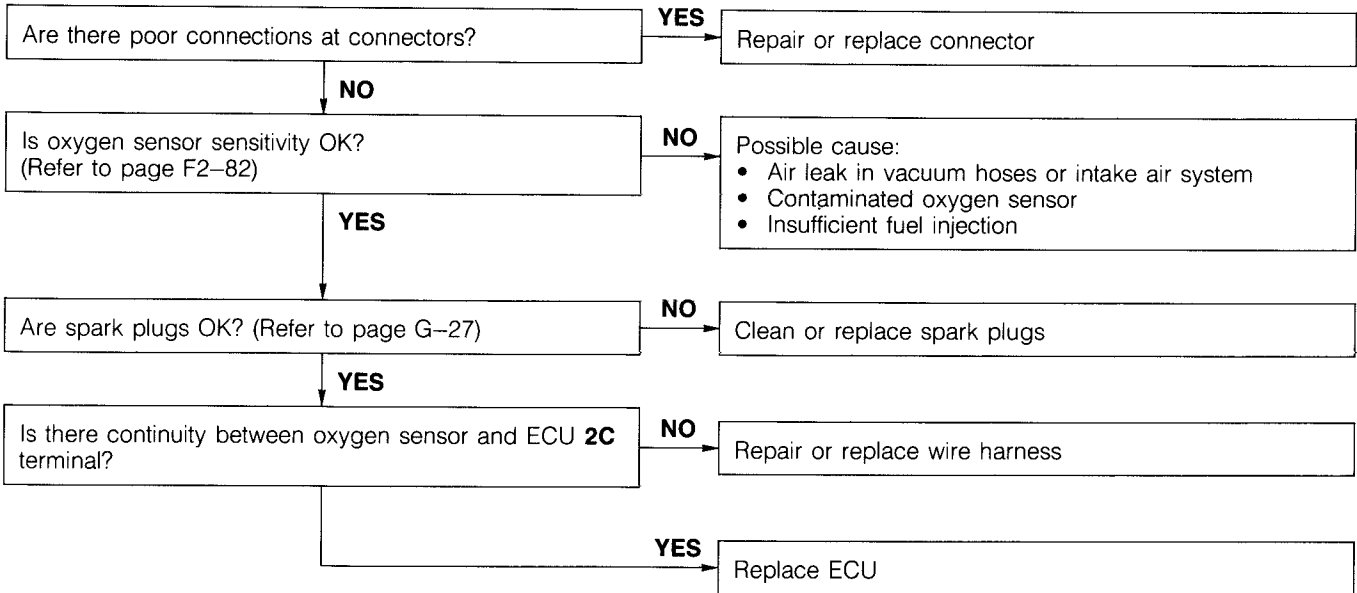 Are there poor connections at connectors?
YES
Repair or replace connector
NO
Is oxygen sensor sensitivity OK?
(Refer to page F2–82)
NO
Possible cause:
• Air leak in vacuum hoses or intake air system
• Contaminated oxygen sensor
• Insufficient fuel injection
YES
Are spark plugs OK? (Refer to page G–27)
NO
Clean or replace spark plugs
YES
Is there continuity between oxygen sensor and ECU 2C
terminal?
NO
Repair or replace wire harness
YES
Replace ECU